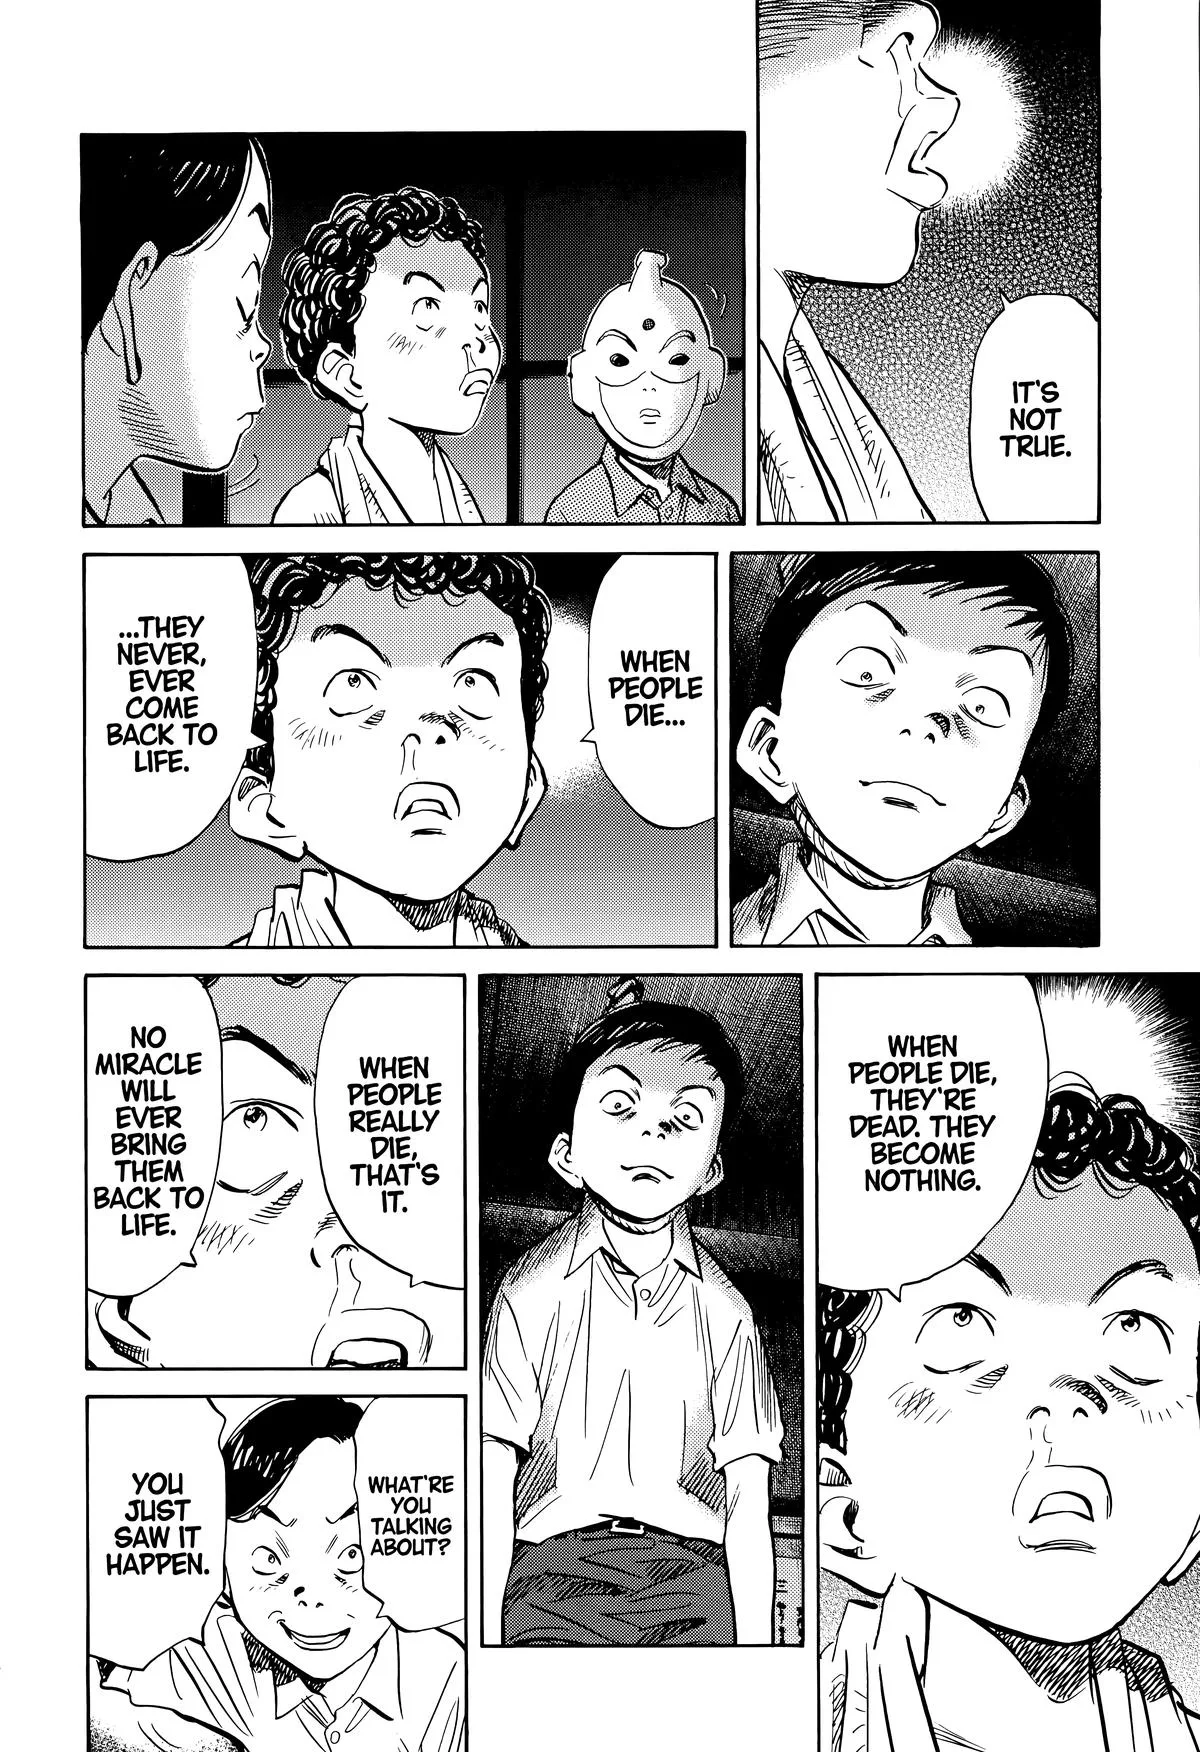 IT'S
NOT
TRUE.
WHEN
PEOPLE
DIE...
...THEY
NEVER,
EVER
COME
BACK TO
LIFE.
WHEN
PEOPLE DIE,
THEY'RE
DEAD. THEY
BECOME
NOTHING.
WHEN
PEOPLE
REALLY
DIE,
THAT'S
IT.
NO
MIRACLE
WILL
EVER
BRING
THEM
BACK TO
LIFE.
WHAT'RE
YOU
TALKING
ABOUT?
YOU
JUST
SAW IT
HAPPEN.